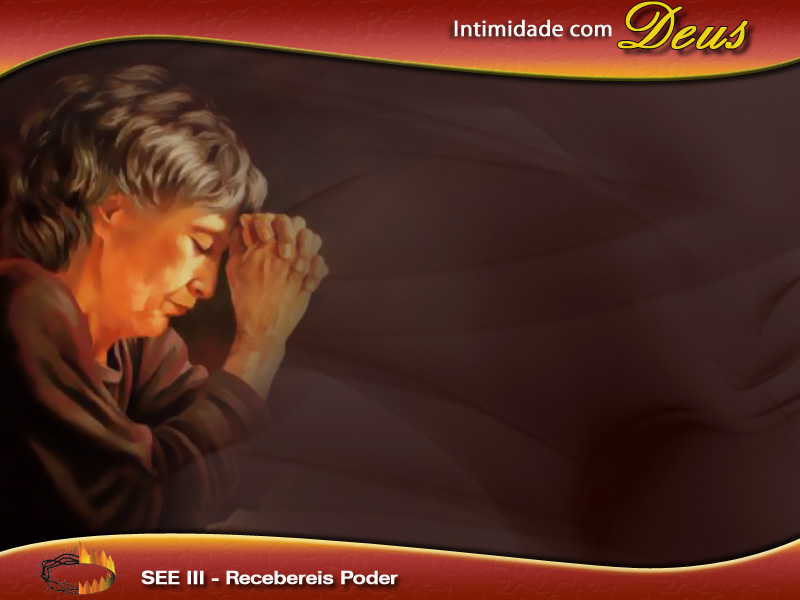 Intimidade com Deus
SEE III - Recebereis Poder